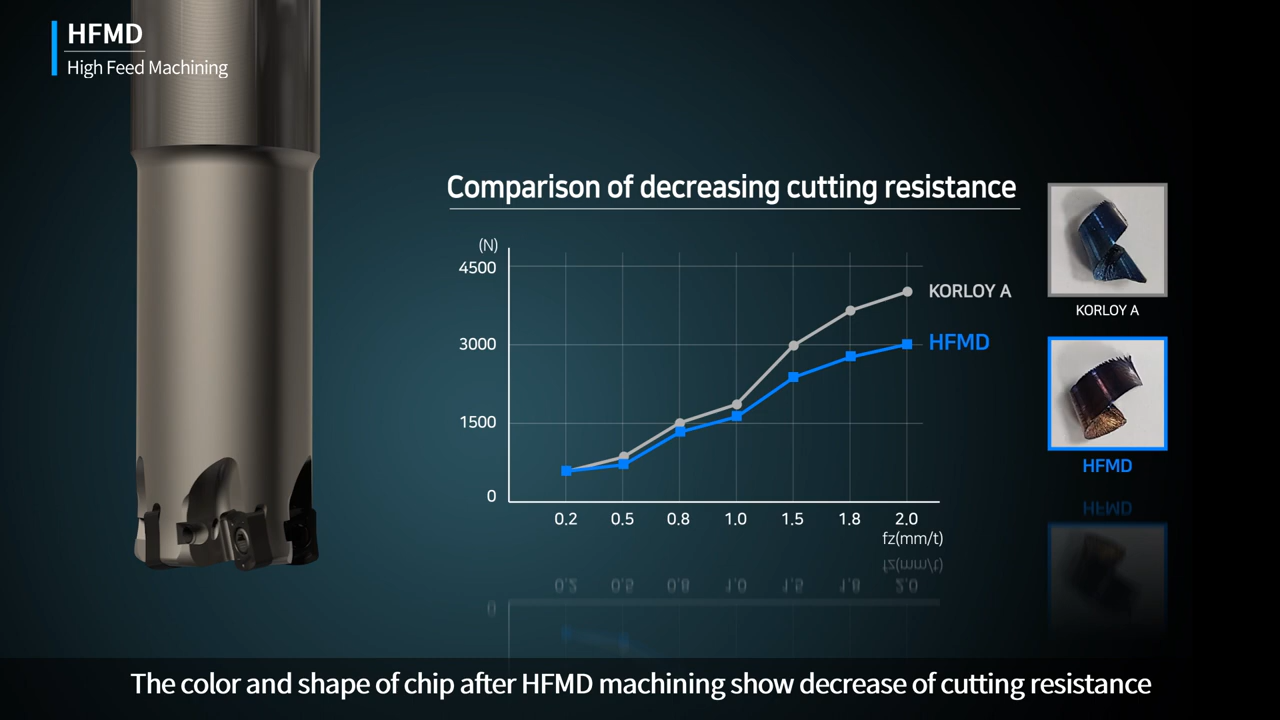 HFMD
High Feed Machining
Comparison of decreasing cutting resistance
(N)
4500
3000
1500
0
0.2 0.5 0.8 1.0 1.5 1.8 2.0
fz(mm/t)
KORLOY A
HFMD
KORLOY A
HFMD
The color and shape of chip after HFMD machining show decrease of cutting resistance